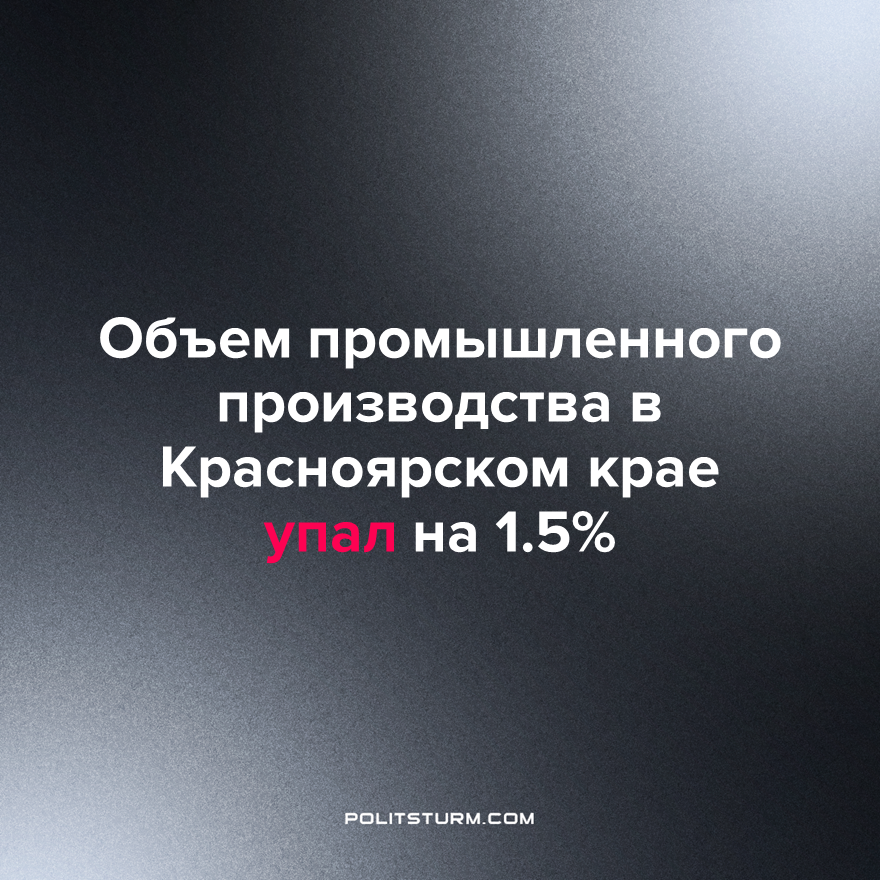 Объем промышленного
производства в
Красноярском крае
упал на 1.5%
POLITSTURM.COM